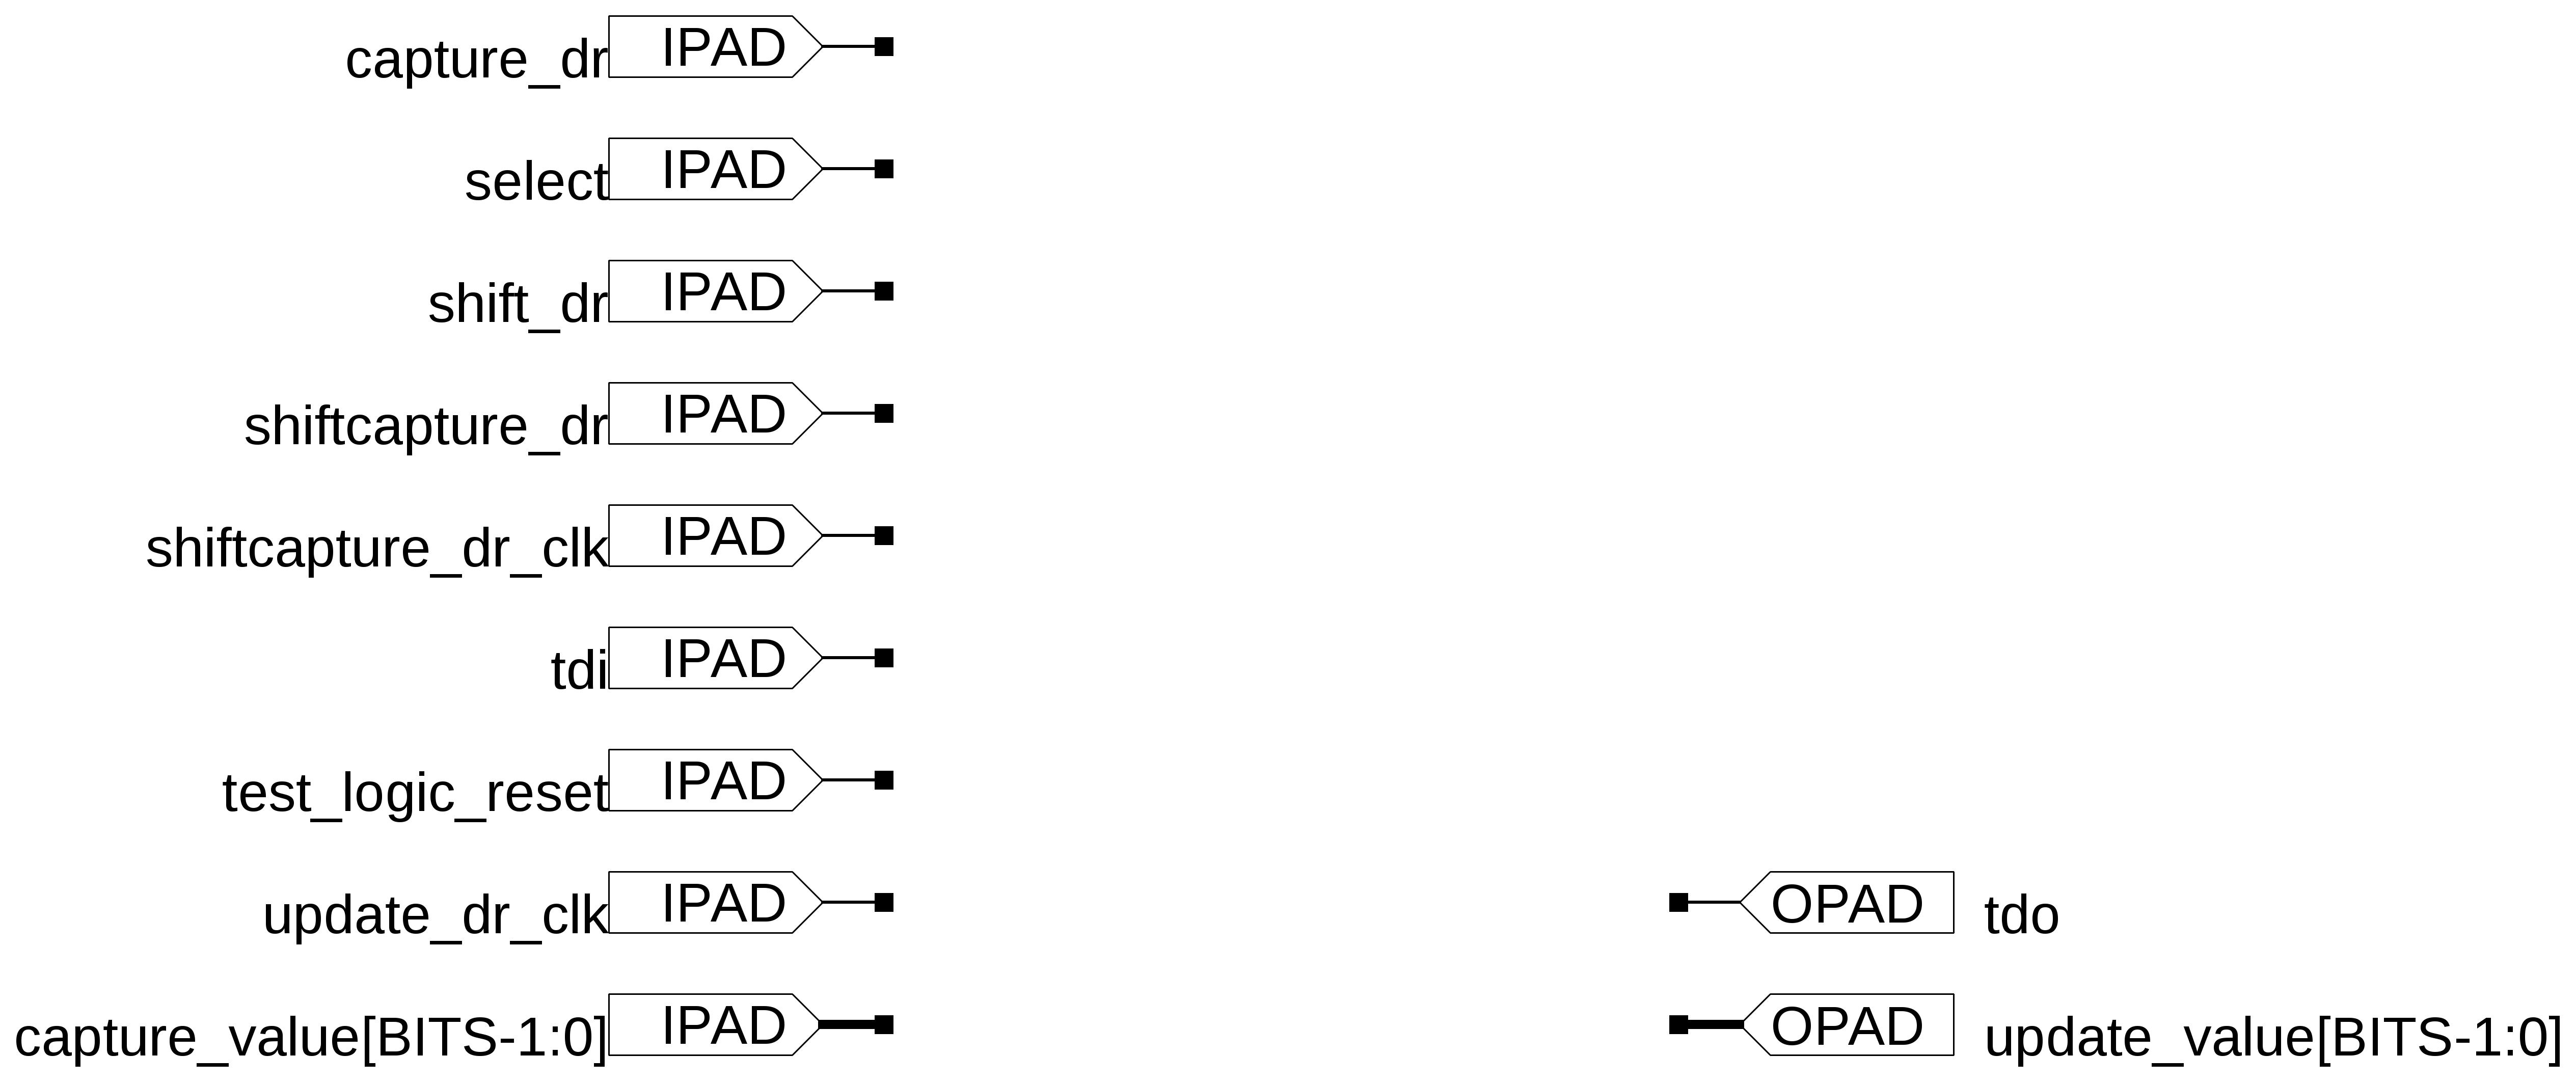 capture_dr IPAD
select IPAD
shift_dr IPAD
shiftcapture_dr IPAD
shiftcapture_dr_clk IPAD
tdi IPAD
test_logic_reset IPAD
update_dr_clk IPAD OPAD tdo
capture_value[BITS-1:0] IPAD OPAD update_value[BITS-1:0]